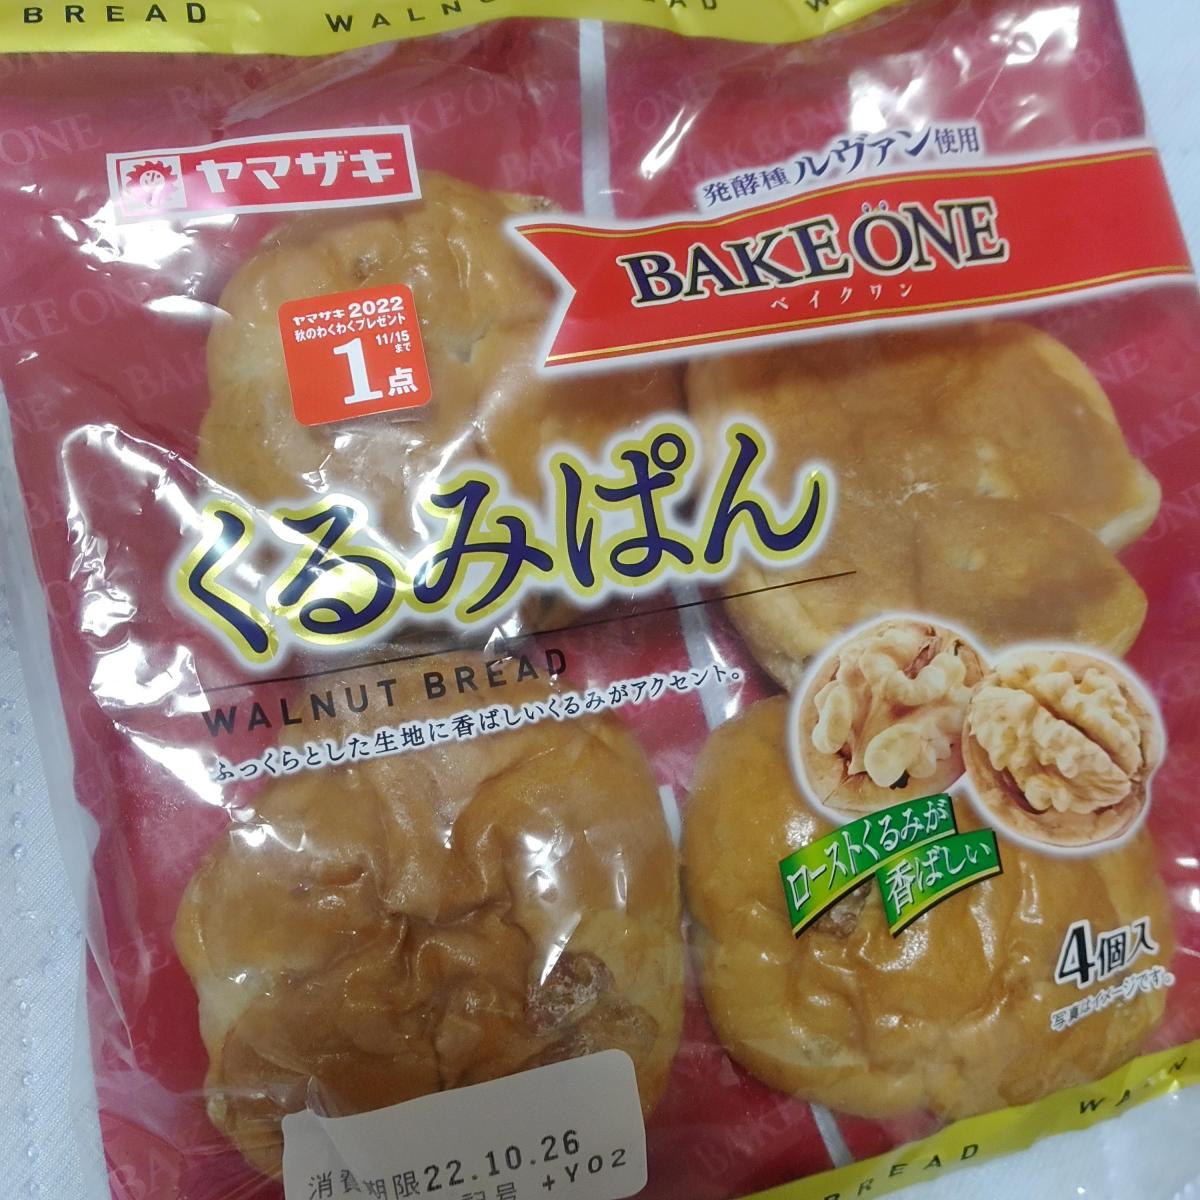 BREAD WALNUT BREAD
ヤマザキ
発酵種ルヴァン使用
BAKE ONE
ベイクワン
ヤマザキ2022
秋のわくわくプレゼント
11/15
まで
1点
くるみぱん
WALNUT BREAD
ふっくらとした生地に香ばしいくるみがアクセント。
ローストくるみが
香ばしい
4個入
写真はイメージです。
消費期限22.10.26
記号 +Y02
BREAD